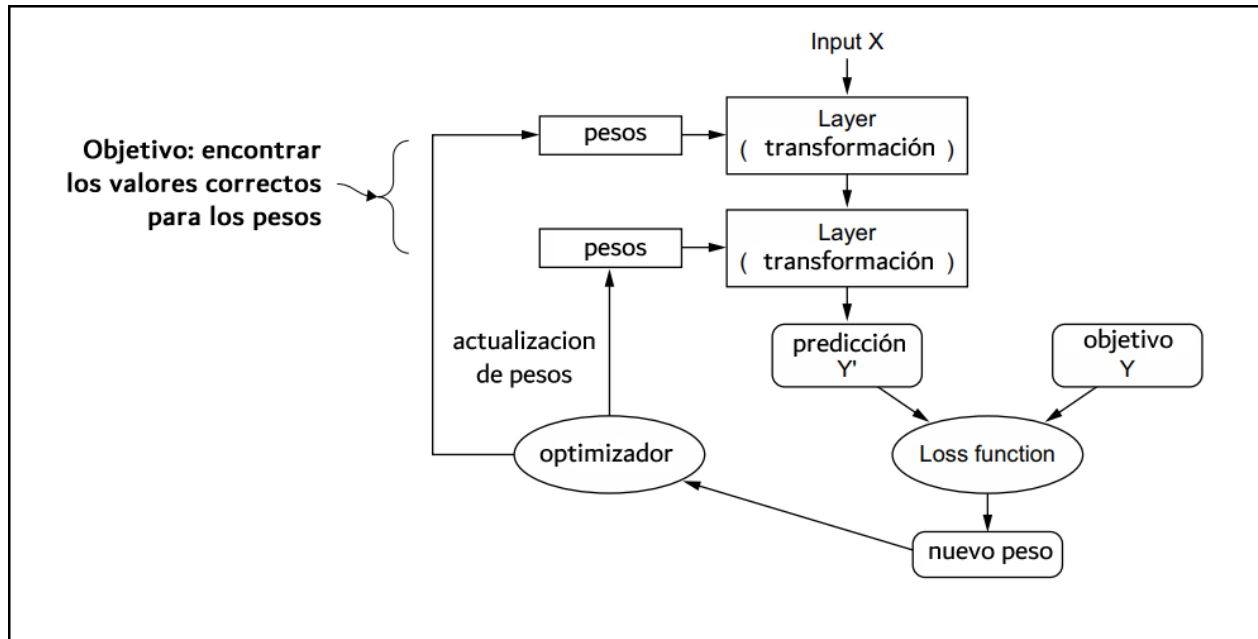 Input X
pesos
Layer
( transformación )
Objetivo: encontrar
los valores correctos
para los pesos
pesos
Layer
( transformación )
actualizacion
de pesos
predicción
Y'
objetivo
Y
optimizador
Loss function
nuevo peso